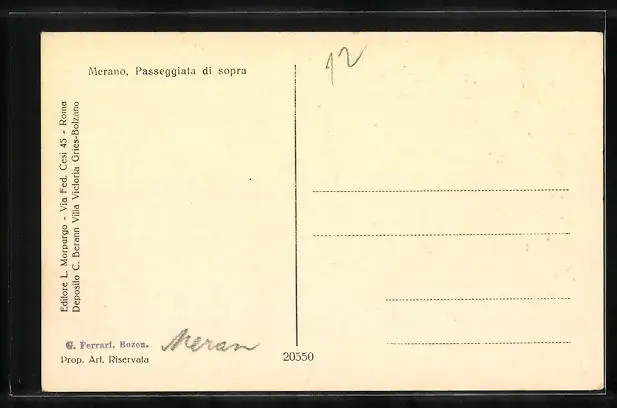 Merano, Passeggiata di sopra
12
Editore L. Morpurgo - Via Fed. Cesi 45 - Roma
Deposito C. Berann Villa Victoria Gries-Bolzano
G. Ferrari, Bozen.
Meran
Prop. Art. Riservata
20550